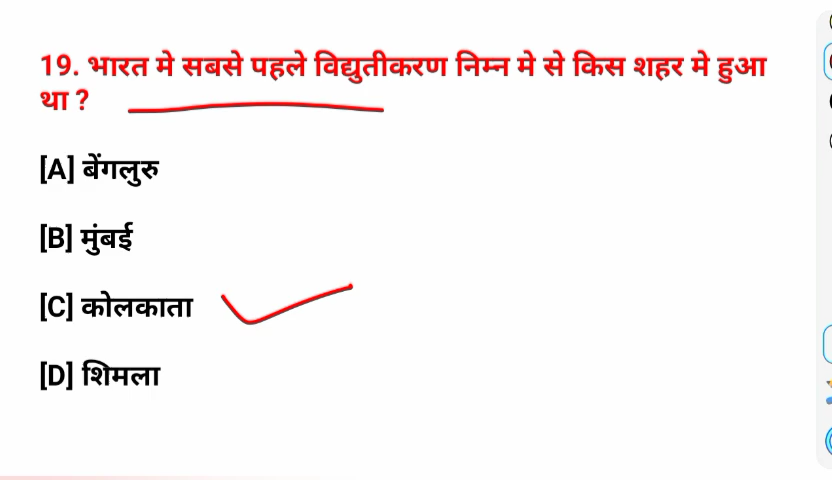 19. भारत मे सबसे पहले विद्युतीकरण निम्न मे से किस शहर मे हुआ
था ?
[A] बेंगलुरु
[B] मुंबई
[C] कोलकाता
[D] शिमला